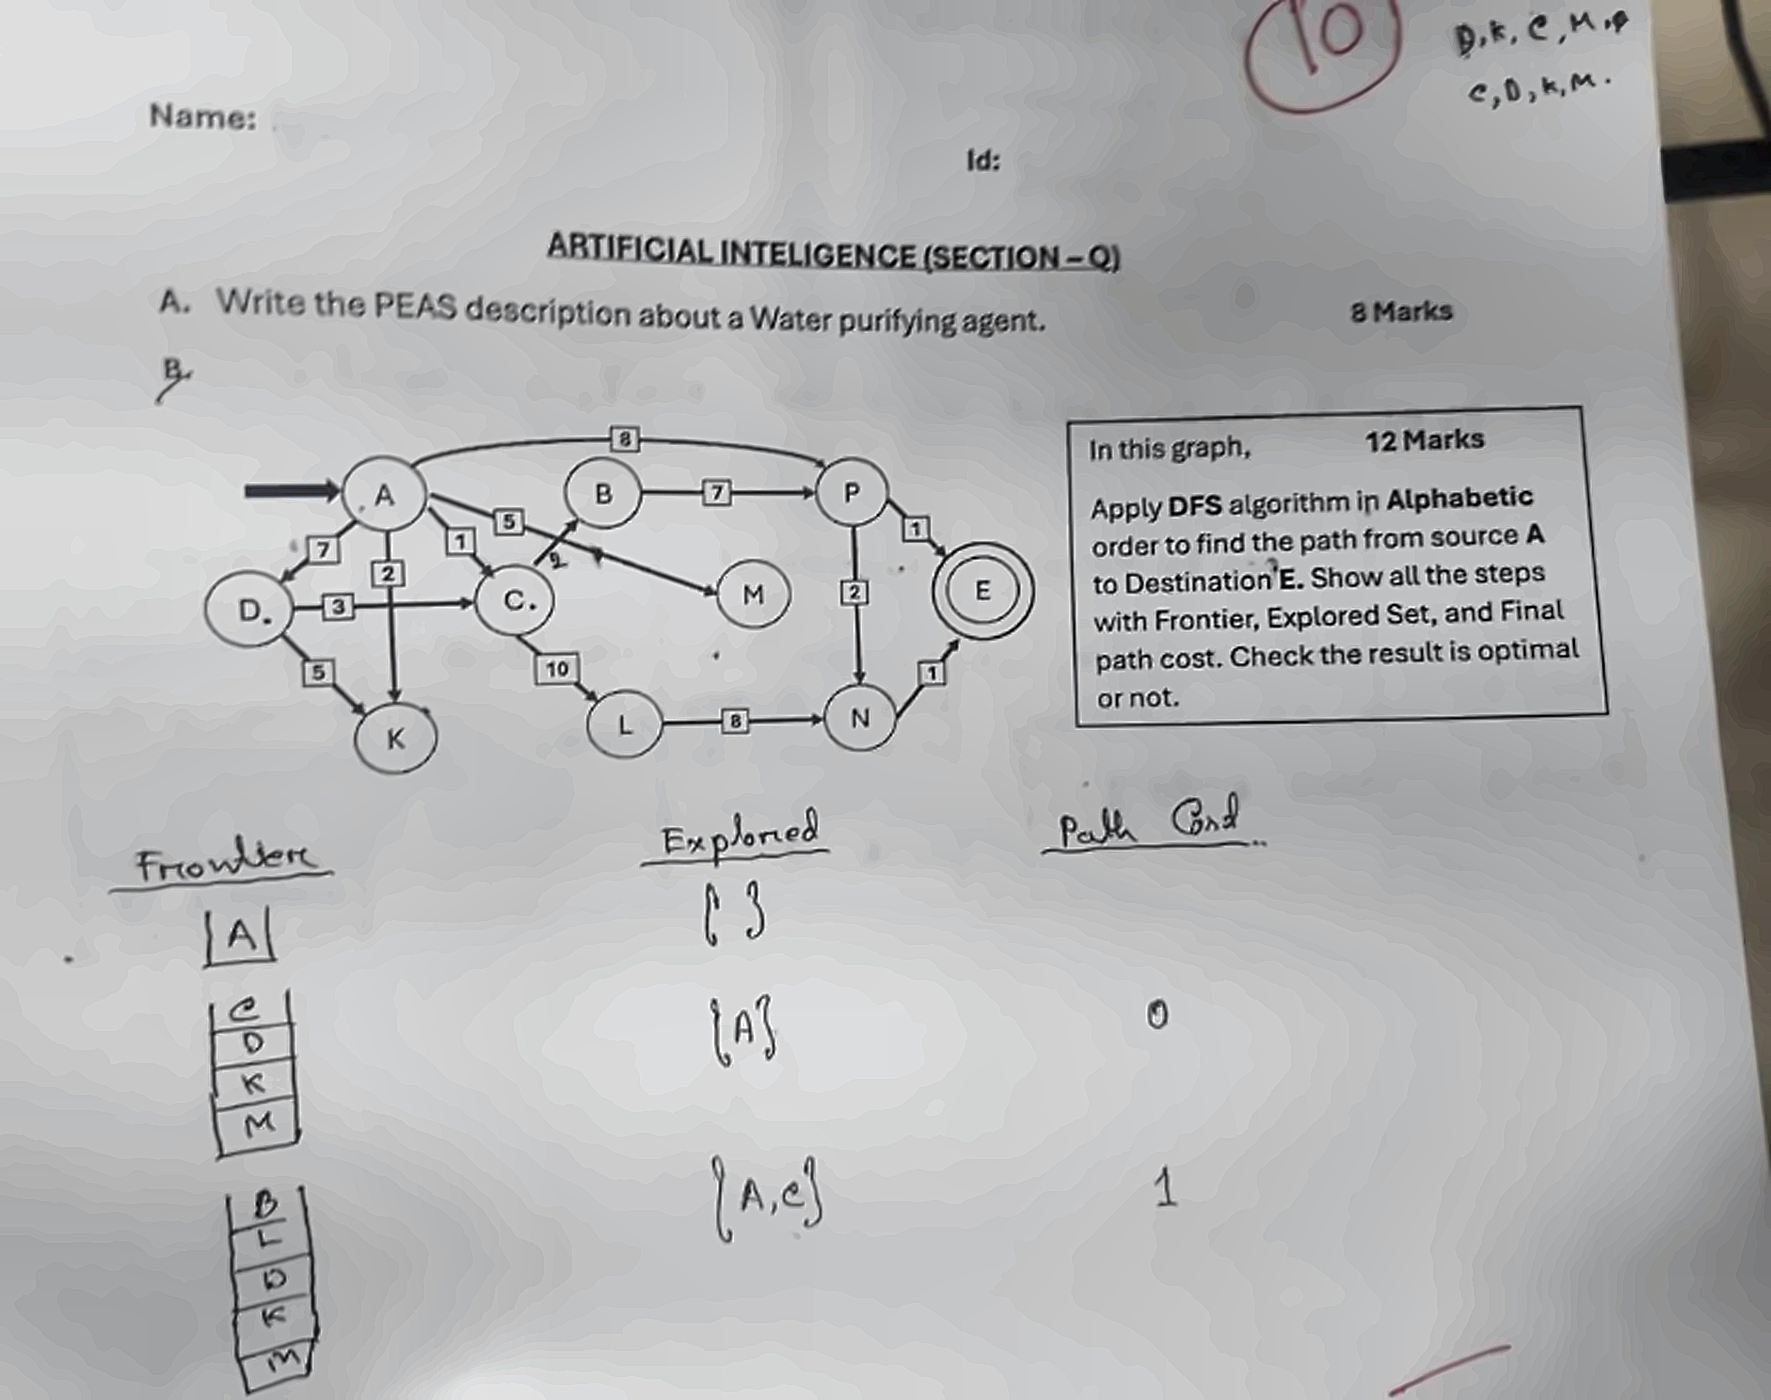 10
D, K, C, M, P
C, D, K, M.
Name:
Id:
ARTIFICIAL INTELIGENCE (SECTION – Q)
A. Write the PEAS description about a Water purifying agent.
8 Marks
B.
8
A
B
7
P
5
1
7
1
2
2
D.
3
C.
M
2
E
5
10
1
K
L
8
N
In this graph, 12 Marks
Apply DFS algorithm in Alphabetic
order to find the path from source A
to Destination E. Show all the steps
with Frontier, Explored Set, and Final
path cost. Check the result is optimal
or not.
Frontier Explored Path Cost
A { }
C {A} 0
D
K
M
B {A, C} 1
L
D
K
M